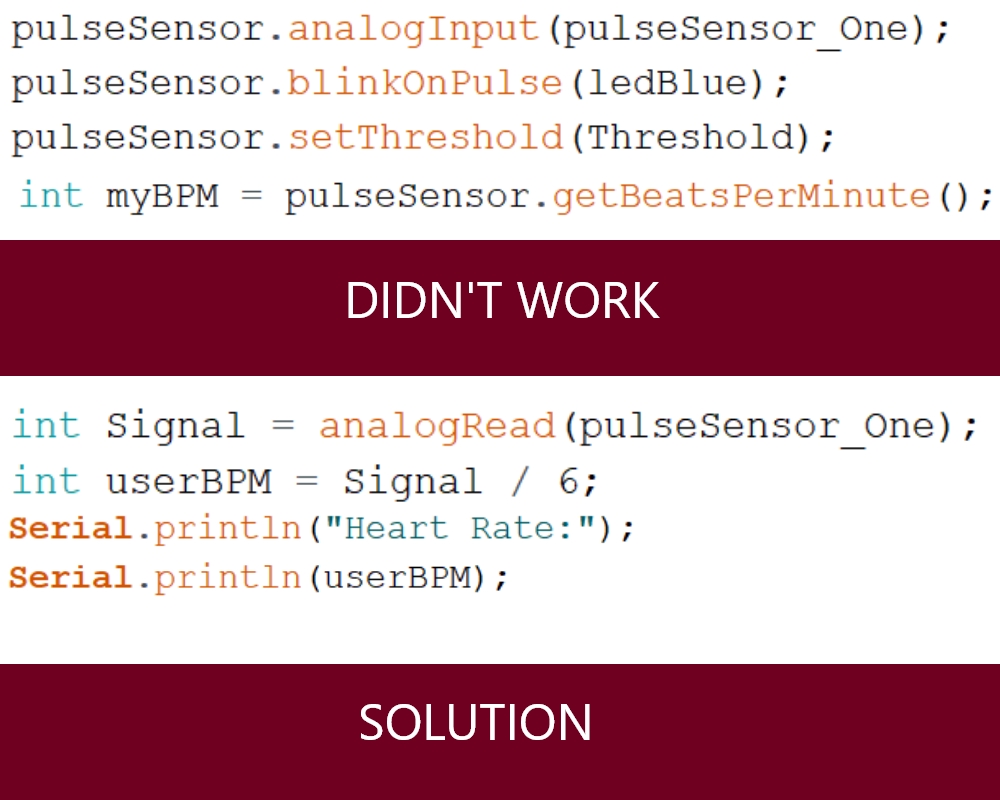 pulseSensor.analogInput(pulseSensor_One);
pulseSensor.blinkOnPulse(ledBlue);
pulseSensor.setThreshold(Threshold);
int myBPM = pulseSensor.getBeatsPerMinute();
DIDN'T WORK
int Signal = analogRead(pulseSensor_One);
int userBPM = Signal / 6;
Serial.println("Heart Rate:");
Serial.println(userBPM);
SOLUTION